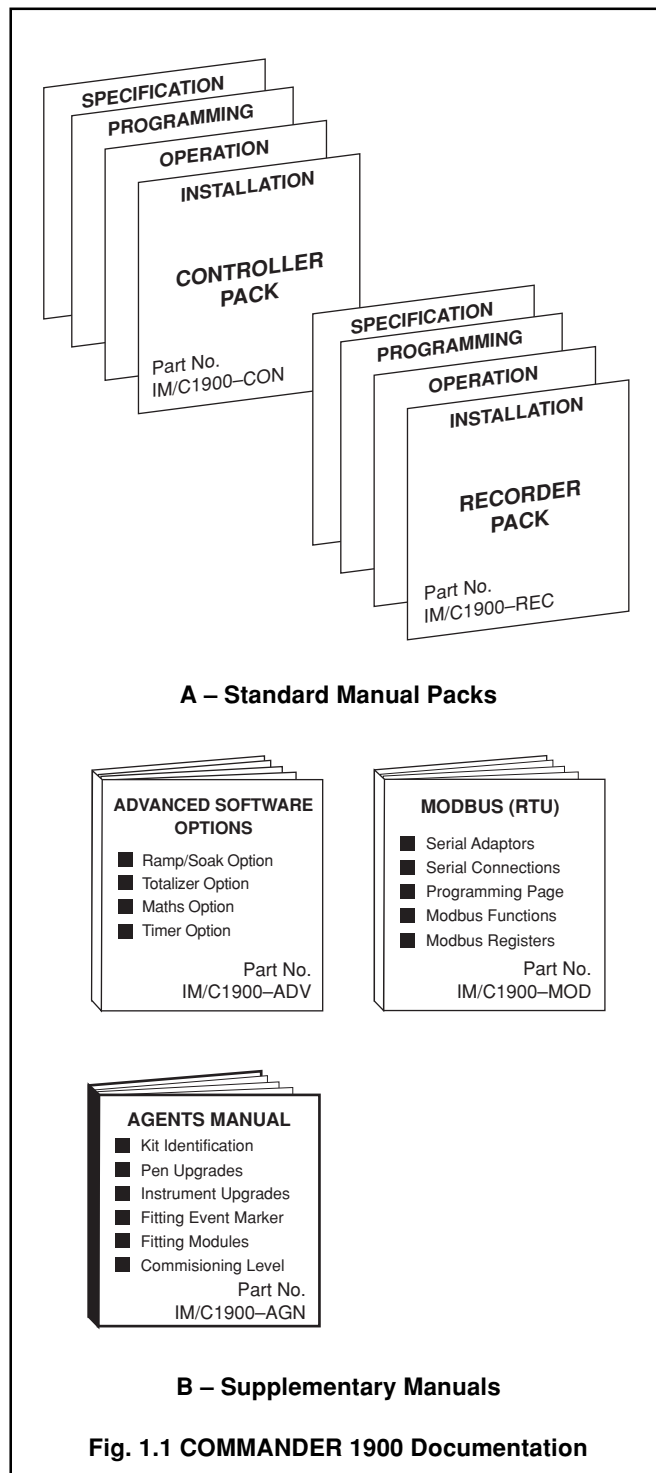 SPECIFICATION
PROGRAMMING
OPERATION
INSTALLATION
CONTROLLER
PACK
Part No.
IM/C1900–CON
SPECIFICATION
PROGRAMMING
OPERATION
INSTALLATION
RECORDER
PACK
Part No.
IM/C1900–REC
A – Standard Manual Packs
ADVANCED SOFTWARE
OPTIONS
Ramp/Soak Option
Totalizer Option
Maths Option
Timer Option
Part No.
IM/C1900–ADV
MODBUS (RTU)
Serial Adaptors
Serial Connections
Programming Page
Modbus Functions
Modbus Registers
Part No.
IM/C1900–MOD
AGENTS MANUAL
Kit Identification
Pen Upgrades
Instrument Upgrades
Fitting Event Marker
Fitting Modules
Commisioning Level
Part No.
IM/C1900–AGN
B – Supplementary Manuals
Fig. 1.1 COMMANDER 1900 Documentation